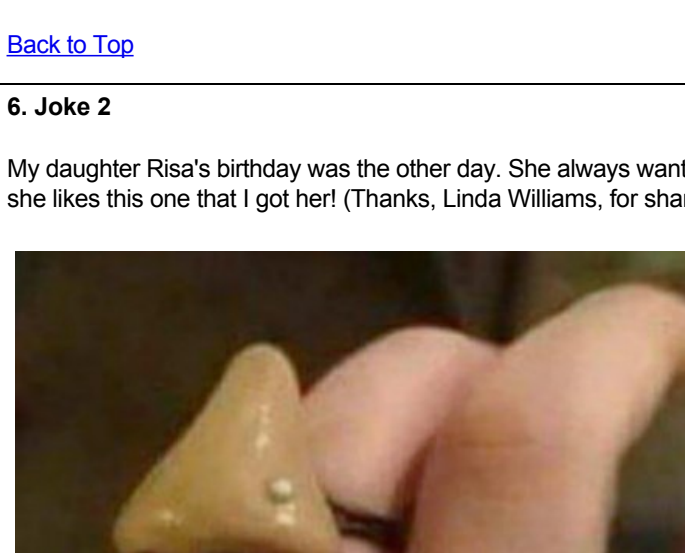 Back to Top
6. Joke 2
My daughter Risa's birthday was the other day. She always want
she likes this one that I got her! (Thanks, Linda Williams, for shar